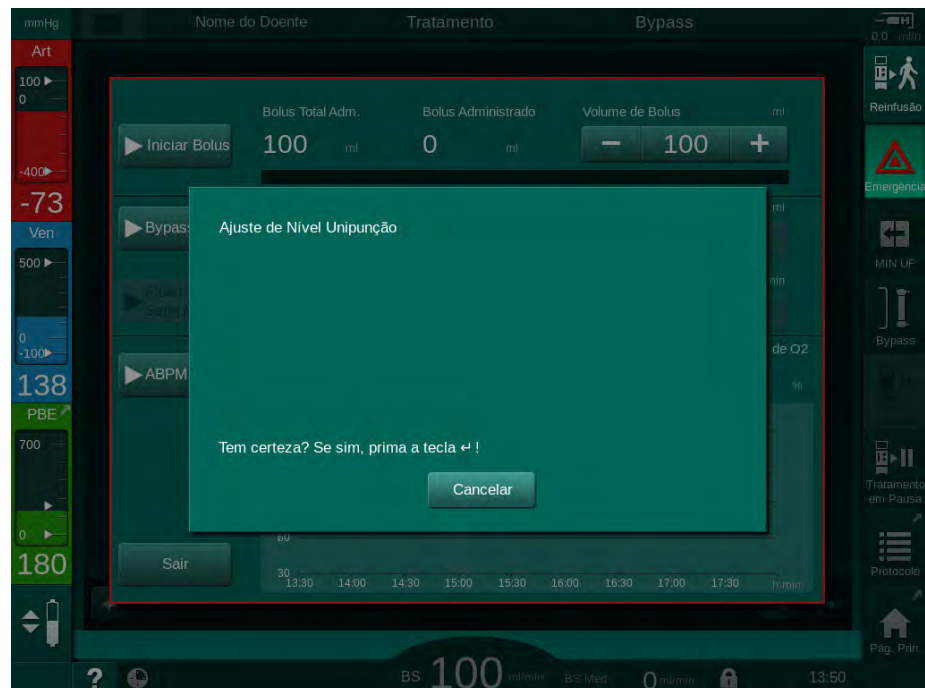 mmHg
Nome do Doente
Tratamento
Bypass
0,0 ml/h
Art
100
0
-400
-73
Ven
500
0
-100
138
PBE
700
0
180
Bolus Total Adm.
Bolus Administrado
Volume de Bolus
ml
Iniciar Bolus
100 ml
0 ml
− 100 +
ml
Bypas
min
ABPM
de O2
%
Ajuste de Nível Unipunção
Tem certeza? Se sim, prima a tecla ↵ !
Cancelar
60
30
13:30 14:00 14:30 15:00 15:30 16:00 16:30 17:00 17:30 h:min
Sair
Reinfusão
Emergência
MIN UF
Bypass
Tratamento
em Pausa
Protocolo
Pág. Prin.
?
BS 100 ml/min
BS Méd. 0 ml/min
13:50